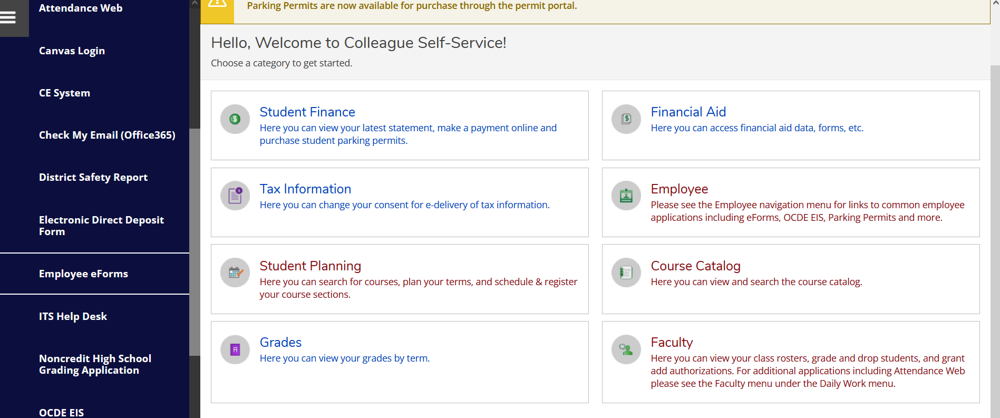 Attendance Web
Canvas Login
CE System
Check My Email (Office365)
District Safety Report
Electronic Direct Deposit
Form
Employee eForms
ITS Help Desk
Noncredit High School
Grading Application
OCDE EIS
Parking Permits are now available for purchase through the permit portal.
Hello, Welcome to Colleague Self-Service!
Choose a category to get started.
Student Finance
Here you can view your latest statement, make a payment online and
purchase student parking permits.
Financial Aid
Here you can access financial aid data, forms, etc.
Tax Information
Here you can change your consent for e-delivery of tax information.
Employee
Please see the Employee navigation menu for links to common employee
applications including eForms, OCDE EIS, Parking Permits and more.
Student Planning
Here you can search for courses, plan your terms, and schedule & register
your course sections.
Course Catalog
Here you can view and search the course catalog.
Grades
Here you can view your grades by term.
Faculty
Here you can view your class rosters, grade and drop students, and grant
add authorizations. For additional applications including Attendance Web
please see the Faculty menu under the Daily Work menu.